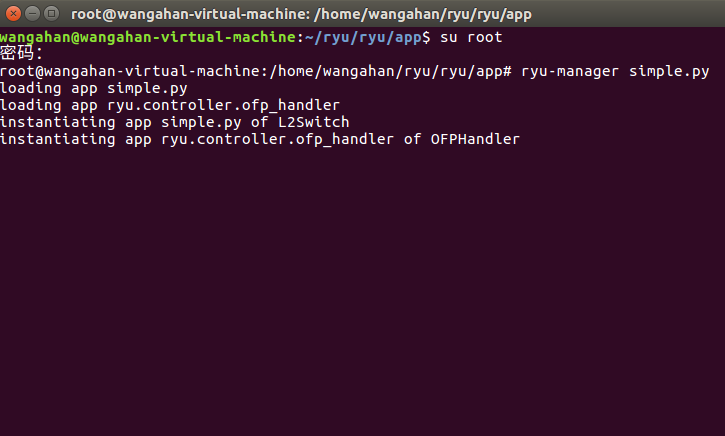 root@wangahan-virtual-machine: /home/wangahan/ryu/ryu/app
wangahan@wangahan-virtual-machine:~/ryu/ryu/app$ su root
密码：
root@wangahan-virtual-machine:/home/wangahan/ryu/ryu/app# ryu-manager simple.py
loading app simple.py
loading app ryu.controller.ofp_handler
instantiating app simple.py of L2Switch
instantiating app ryu.controller.ofp_handler of OFPHandler